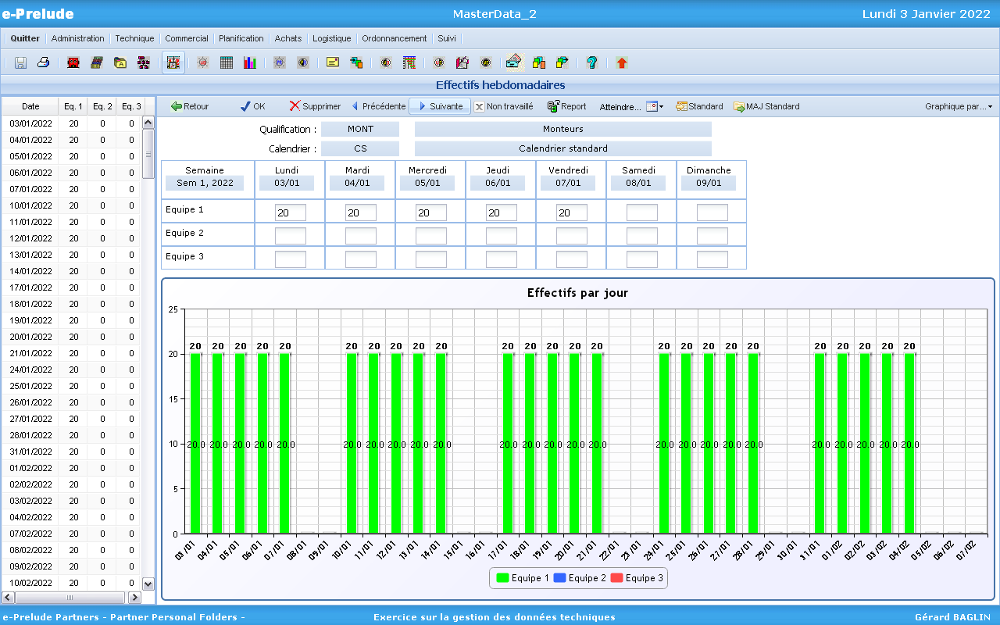 e-Prelude MasterData_2 Lundi 3 Janvier 2022
Quitter Administration Technique Commercial Planification Achats Logistique Ordonnancement Suivi
Effectifs hebdomadaires
Date Eq. 1 Eq. 2 Eq. 3
03/01/2022 20 0 0
04/01/2022 20 0 0
05/01/2022 20 0 0
06/01/2022 20 0 0
07/01/2022 20 0 0
10/01/2022 20 0 0
11/01/2022 20 0 0
12/01/2022 20 0 0
13/01/2022 20 0 0
14/01/2022 20 0 0
17/01/2022 20 0 0
18/01/2022 20 0 0
19/01/2022 20 0 0
20/01/2022 20 0 0
21/01/2022 20 0 0
24/01/2022 20 0 0
25/01/2022 20 0 0
26/01/2022 20 0 0
27/01/2022 20 0 0
28/01/2022 20 0 0
31/01/2022 20 0 0
01/02/2022 20 0 0
02/02/2022 20 0 0
03/02/2022 20 0 0
04/02/2022 20 0 0
07/02/2022 20 0 0
08/02/2022 20 0 0
09/02/2022 20 0 0
10/02/2022 20 0 0
Retour OK Supprimer Précédente Suivante Non travaillé Report Atteindre... Standard MAJ Standard Graphique par...
Qualification : MONT Monteurs
Calendrier : CS Calendrier standard
Semaine Lundi Mardi Mercredi Jeudi Vendredi Samedi Dimanche
Sem 1, 2022 03/01 04/01 05/01 06/01 07/01 08/01 09/01
Equipe 1 20 20 20 20 20
Equipe 2
Equipe 3
Effectifs par jour
25
20 20 20 20 20 20 20 20 20 20 20 20 20 20 20 20 20 20 20 20 20 20 20 20 20
20
10 20.0 20.0 20.0 20.0 20.0 20.0 20.0 20.0 20.0 20.0 20.0 20.0 20.0 20.0 20.0 20.0 20.0 20.0 20.0 20.0 20.0 20.0 20.0 20.0 20.0
5
0
03/01 04/01 05/01 06/01 07/01 08/01 09/01 10/01 11/01 12/01 13/01 14/01 15/01 16/01 17/01 18/01 19/01 20/01 21/01 22/01 23/01 24/01 25/01 26/01 27/01 28/01 29/01 30/01 31/01 01/02 02/02 03/02 04/02 05/02 06/02 07/02
Equipe 1 Equipe 2 Equipe 3
e-Prelude Partners - Partner Personal Folders - Exercice sur la gestion des données techniques Gérard BAGLIN